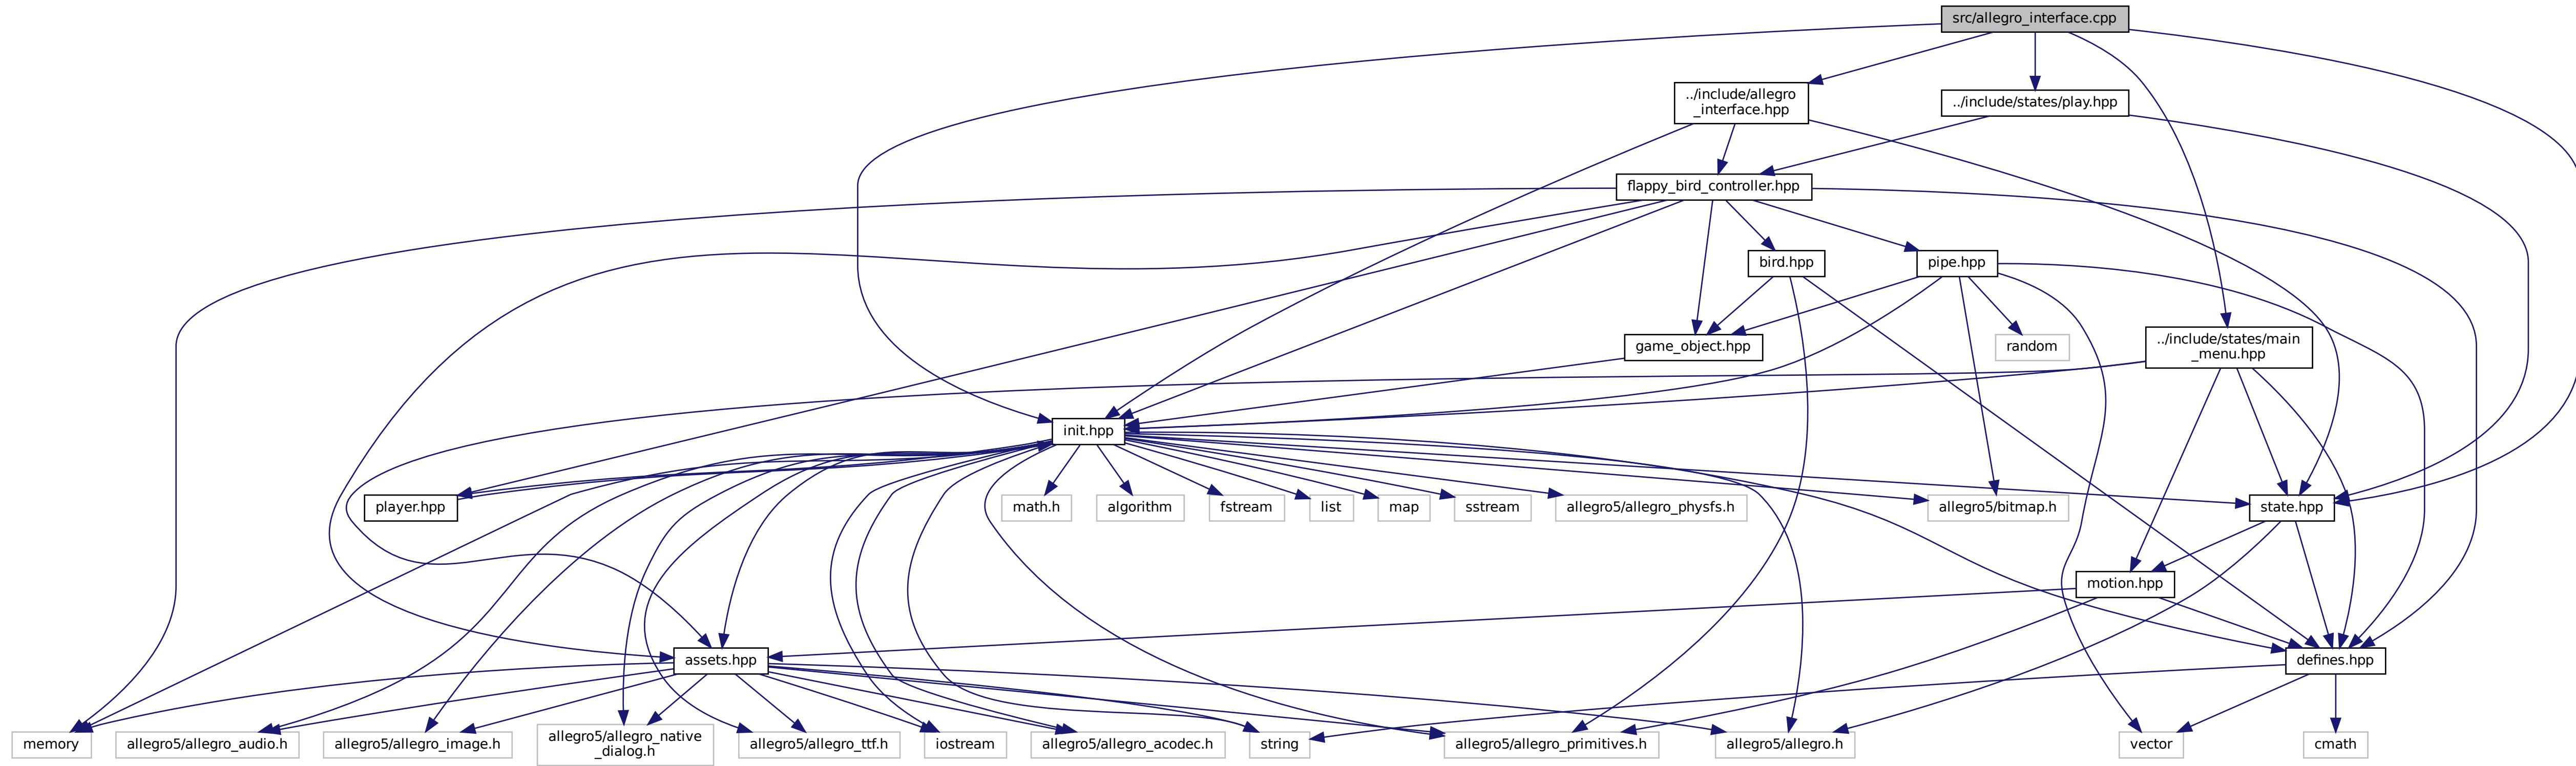 src/allegro_interface.cpp
../include/allegro
_interface.hpp
../include/states/play.hpp
flappy_bird_controller.hpp
bird.hpp
pipe.hpp
game_object.hpp
random
../include/states/main
_menu.hpp
init.hpp
player.hpp
math.h
algorithm
fstream
list
map
sstream
allegro5/allegro_physfs.h
allegro5/bitmap.h
state.hpp
motion.hpp
assets.hpp
defines.hpp
memory
allegro5/allegro_audio.h
allegro5/allegro_image.h
allegro5/allegro_native
_dialog.h
allegro5/allegro_ttf.h
iostream
allegro5/allegro_acodec.h
string
allegro5/allegro_primitives.h
allegro5/allegro.h
vector
cmath